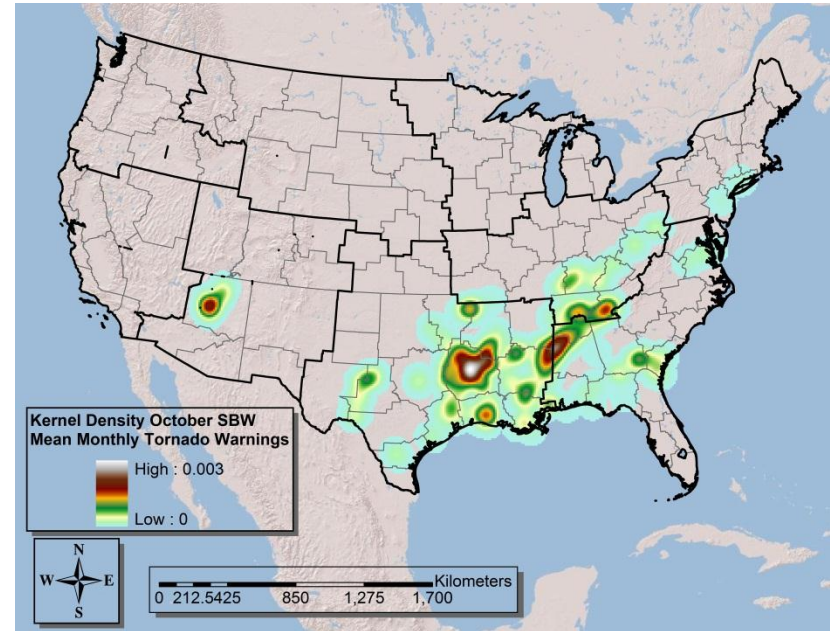 Kernel Density October SBW
Mean Monthly Tornado Warnings
High : 0.003
Low : 0
N
W E
S
Kilometers
0 212.5425 850 1,275 1,700